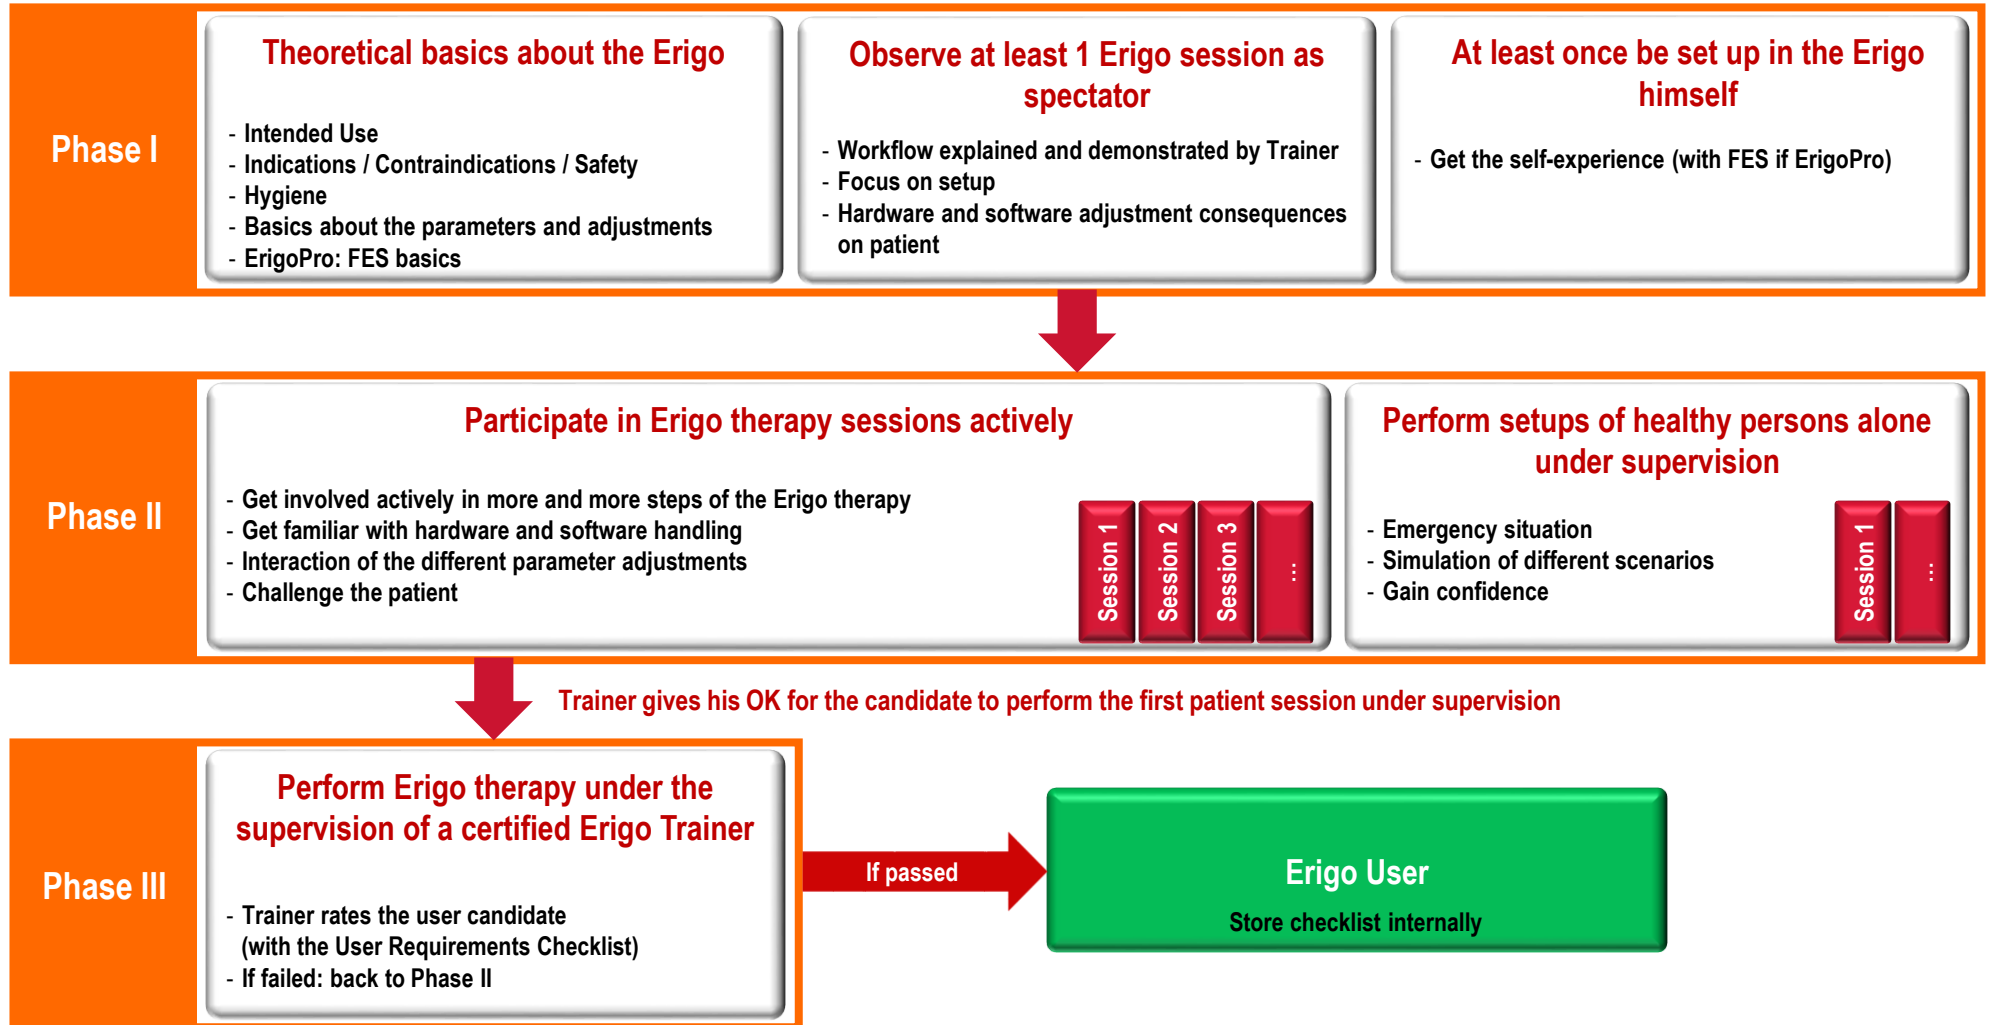 Phase I
Theoretical basics about the Erigo
- Intended Use
- Indications / Contraindications / Safety
- Hygiene
- Basics about the parameters and adjustments
- ErigoPro: FES basics
Observe at least 1 Erigo session as
spectator
- Workflow explained and demonstrated by Trainer
- Focus on setup
- Hardware and software adjustment consequences
on patient
At least once be set up in the Erigo
himself
- Get the self-experience (with FES if ErigoPro)
Phase II
Participate in Erigo therapy sessions actively
- Get involved actively in more and more steps of the Erigo therapy
- Get familiar with hardware and software handling
- Interaction of the different parameter adjustments
- Challenge the patient
Session 1
Session 2
Session 3
...
Perform setups of healthy persons alone
under supervision
- Emergency situation
- Simulation of different scenarios
- Gain confidence
Session 1
...
Trainer gives his OK for the candidate to perform the first patient session under supervision
Phase III
Perform Erigo therapy under the
supervision of a certified Erigo Trainer
- Trainer rates the user candidate
(with the User Requirements Checklist)
- If failed: back to Phase II
If passed
Erigo User
Store checklist internally